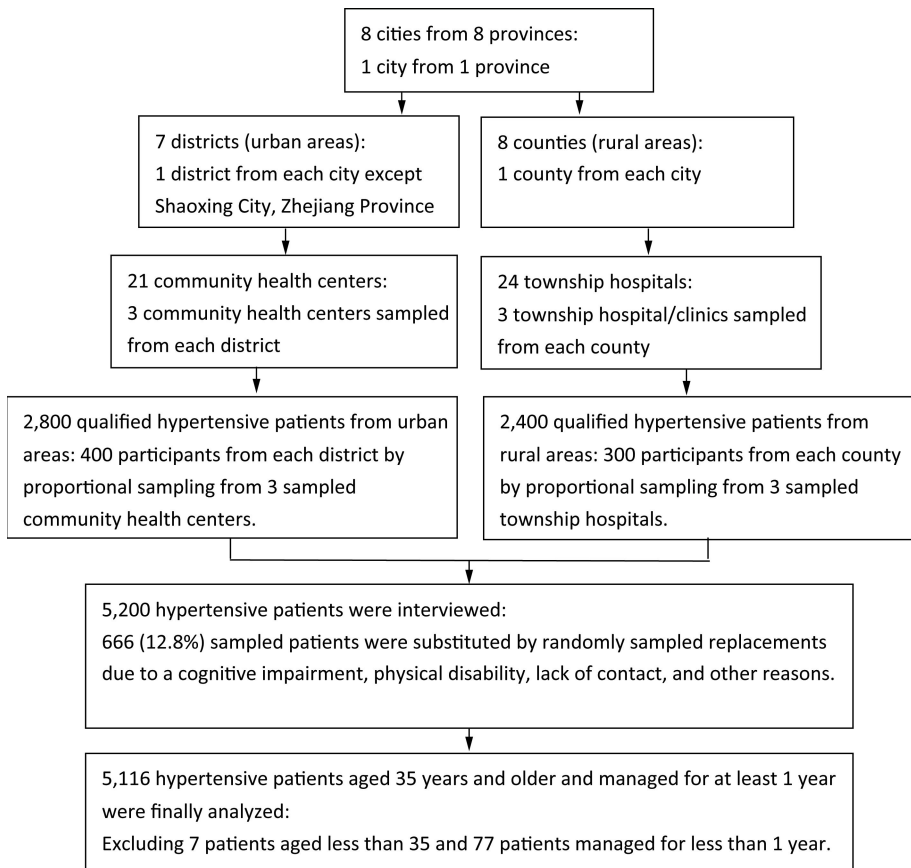 8 cities from 8 provinces:
1 city from 1 province
7 districts (urban areas):
1 district from each city except
Shaoxing City, Zhejiang Province
8 counties (rural areas):
1 county from each city
21 community health centers:
3 community health centers sampled
from each district
24 township hospitals:
3 township hospital/clinics sampled
from each county
2,800 qualified hypertensive patients from urban
areas: 400 participants from each district by
proportional sampling from 3 sampled
community health centers.
2,400 qualified hypertensive patients from
rural areas: 300 participants from each county
by proportional sampling from 3 sampled
township hospitals.
5,200 hypertensive patients were interviewed:
666 (12.8%) sampled patients were substituted by randomly sampled replacements
due to a cognitive impairment, physical disability, lack of contact, and other reasons.
5,116 hypertensive patients aged 35 years and older and managed for at least 1 year
were finally analyzed:
Excluding 7 patients aged less than 35 and 77 patients managed for less than 1 year.